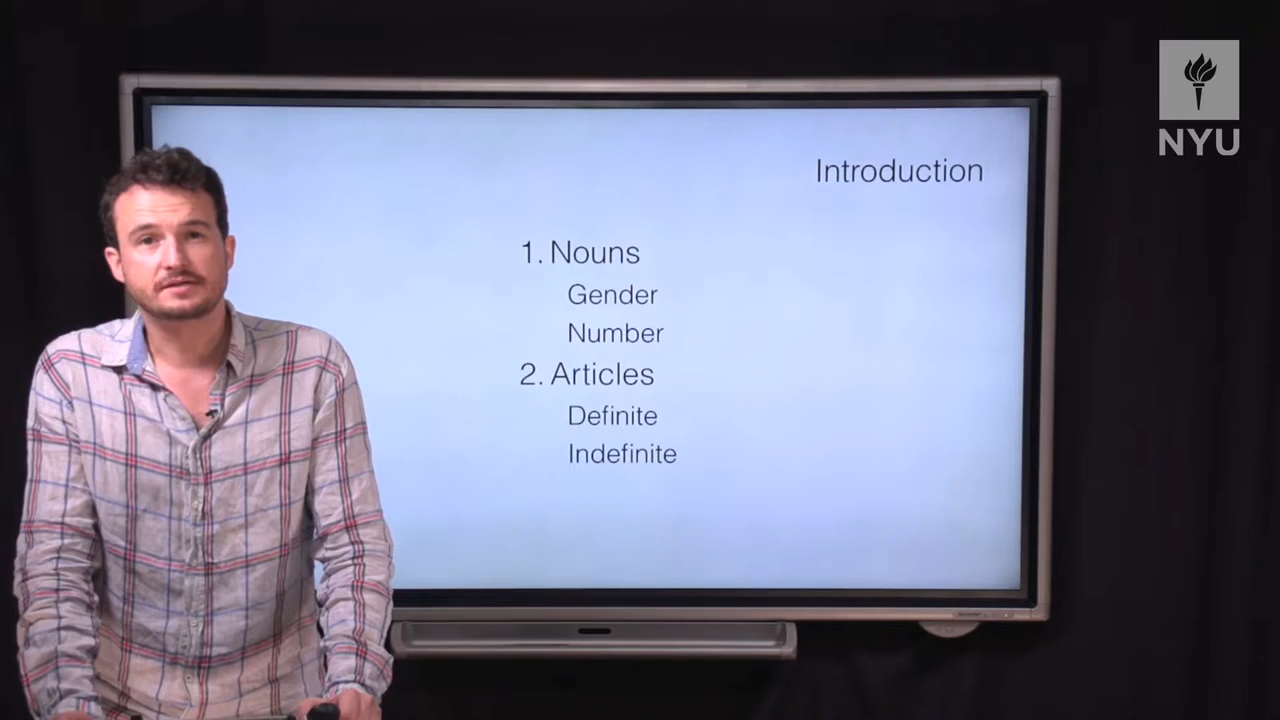 NYU
Introduction
1. Nouns
Gender
Number
2. Articles
Definite
Indefinite